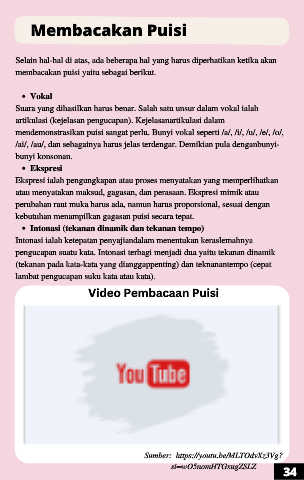 Membacakan Puisi
Selain hal-hal di atas, ada beberapa hal yang harus diperhatikan ketika akan
membacakan puisi yaitu sebagai berikut.
• Vokal
Suara yang dihasilkan harus benar. Salah satu unsur dalam vokal ialah
artikulasi (kejelasan pengucapan). Kejelasanartikulasi dalam
mendemonstrasikan puisi sangat perlu. Bunyi vokal seperti /a/, /i/, /u/, /e/, /o/,
/ai/, /au/, dan sebagainya harus jelas terdengar. Demikian pula denganbunyi-
bunyi konsonan.
• Ekspresi
Ekspresi ialah pengungkapan atau proses menyatakan yang memperlihatkan
atau menyatakan maksud, gagasan, dan perasaan. Ekspresi mimik atau
perubahan raut muka harus ada, namun harus proporsional, sesuai dengan
kebutuhan menampilkan gagasan puisi secara tepat.
• Intonasi (tekanan dinamik dan tekanan tempo)
Intonasi ialah ketepatan penyajiandalam menentukan keraslemahnya
pengucapan suatu kata. Intonasi terbagi menjadi dua yaitu tekanan dinamik
(tekanan pada kata-kata yang dianggappenting) dan teknanantempo (cepat
lambat pengucapan suku kata atau kata).
Video Pembacaan Puisi
YouTube
Sumber: https://youtu.be/MLTOdvXz3Vg?
si=wO5nomHTGxugZSLZ
34